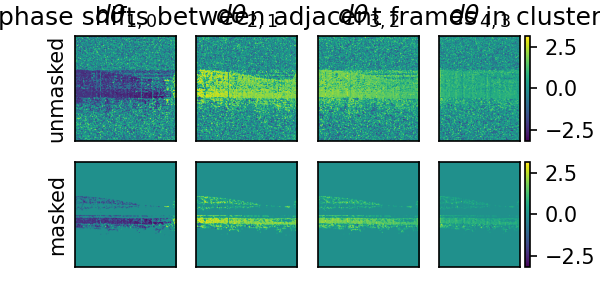 phase shifts between adjacent frames in cluster
dθ1,0 dθ2,1 dθ3,2 dθ4,3
unmasked
2.5
0.0
−2.5
masked
2.5
0.0
−2.5